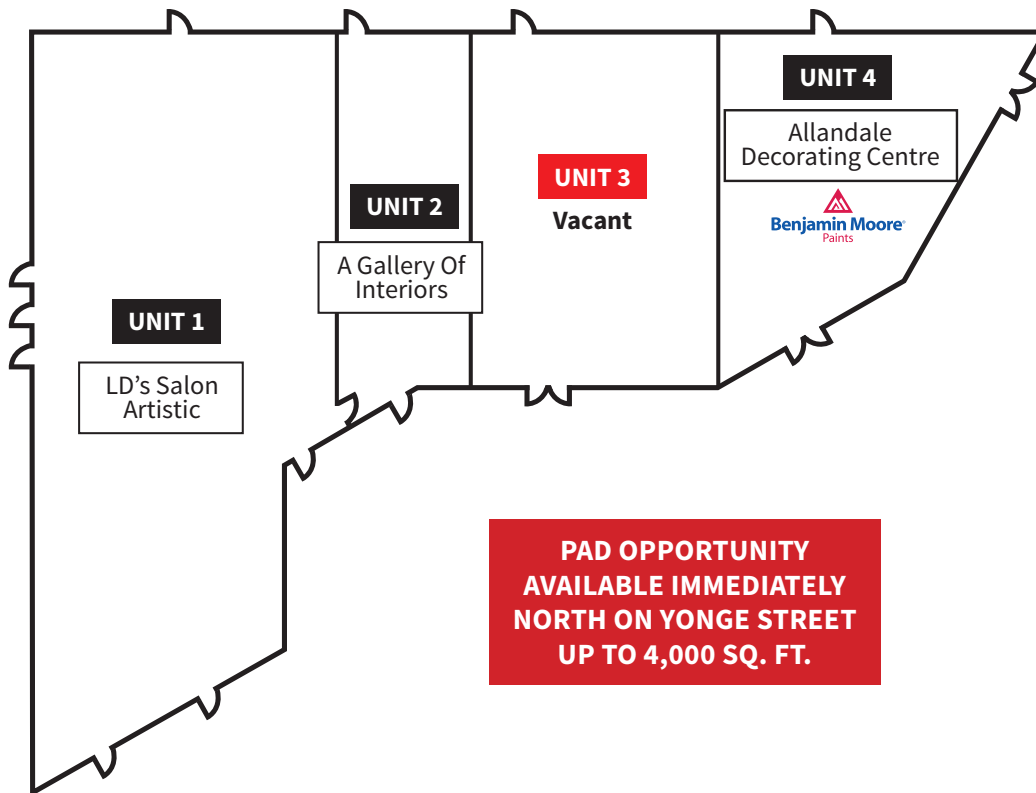 UNIT 1
LD’s Salon
Artistic
UNIT 2
A Gallery Of
Interiors
UNIT 3
Vacant
UNIT 4
Allandale
Decorating Centre
Benjamin Moore®
Paints
PAD OPPORTUNITY
AVAILABLE IMMEDIATELY
NORTH ON YONGE STREET
UP TO 4,000 SQ. FT.